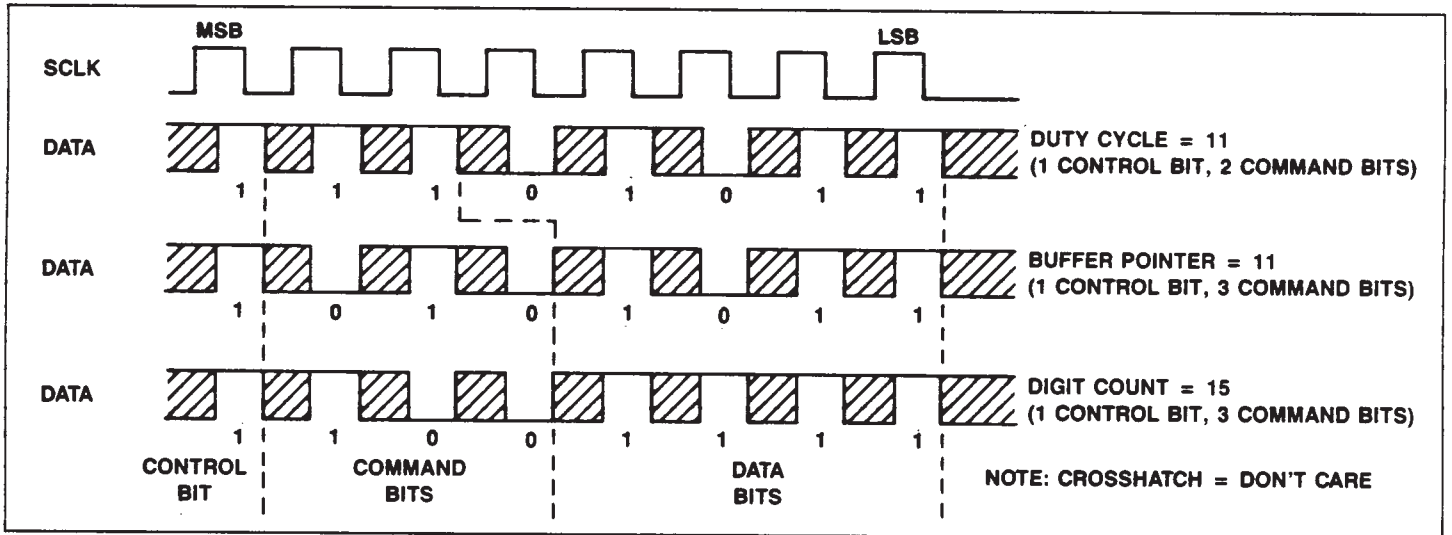 MSB LSB
SCLK
DATA
DUTY CYCLE = 11
(1 CONTROL BIT, 2 COMMAND BITS)
1 1 1 0 1 0 1 1
DATA
BUFFER POINTER = 11
(1 CONTROL BIT, 3 COMMAND BITS)
1 0 1 0 1 0 1 1
DATA
DIGIT COUNT = 15
(1 CONTROL BIT, 3 COMMAND BITS)
1 1 0 0 1 1 1 1
CONTROL
BIT
COMMAND
BITS
DATA
BITS
NOTE: CROSSHATCH = DON'T CARE